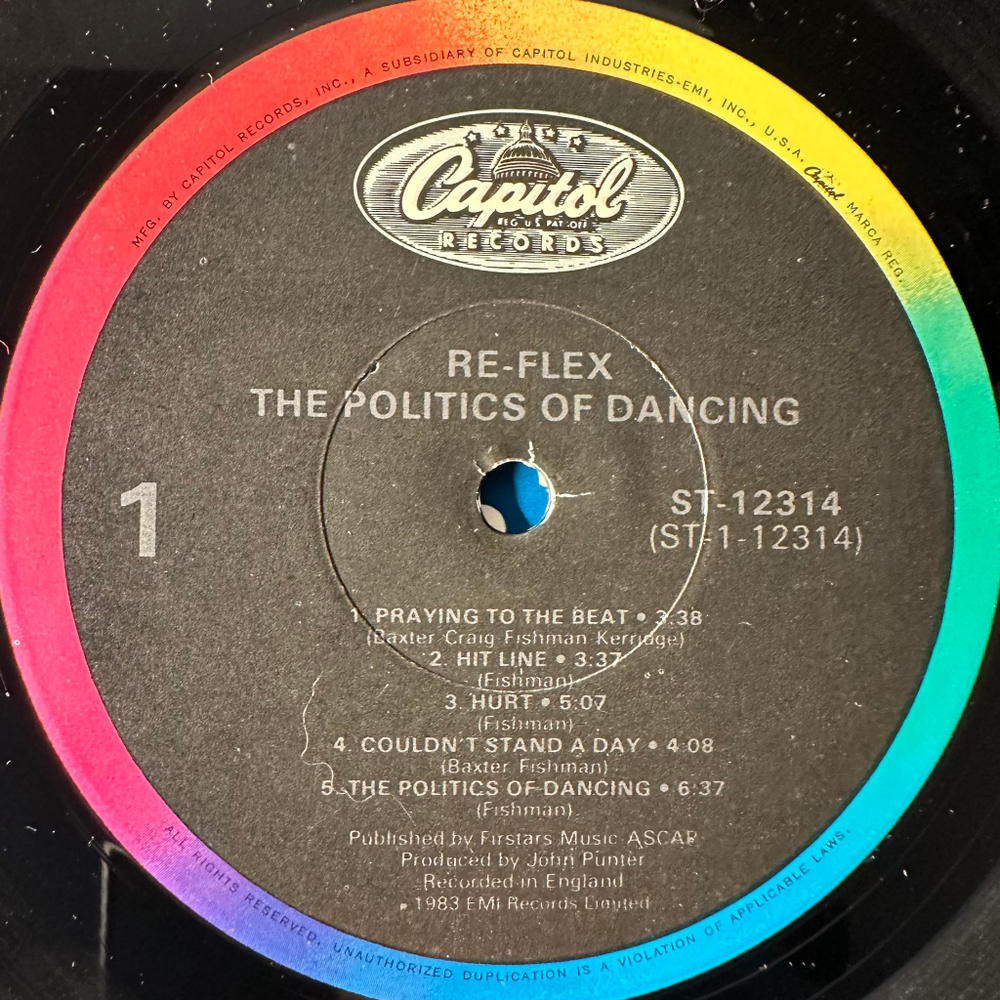 MFG. BY CAPITOL RECORDS, INC., A SUBSIDIARY OF CAPITOL INDUSTRIES-EMI, INC., U.S.A. Capitol MARCA REG.
Capitol
REG. U.S. PAT. OFF.
RECORDS
RE-FLEX
THE POLITICS OF DANCING
1
ST-12314
(ST-1-12314)
1. PRAYING TO THE BEAT • 3:38
(Baxter Craig Fishman Kerridge)
2. HIT LINE • 3:37
(Fishman)
3. HURT • 5:07
(Fishman)
4. COULDN'T STAND A DAY • 4:08
(Baxter Fishman)
5. THE POLITICS OF DANCING • 6:37
(Fishman)
Published by Firstars Music-ASCAP
Produced by John Punter
Recorded in England
℗ 1983 EMI Records Limited
ALL RIGHTS RESERVED. UNAUTHORIZED DUPLICATION IS A VIOLATION OF APPLICABLE LAWS.